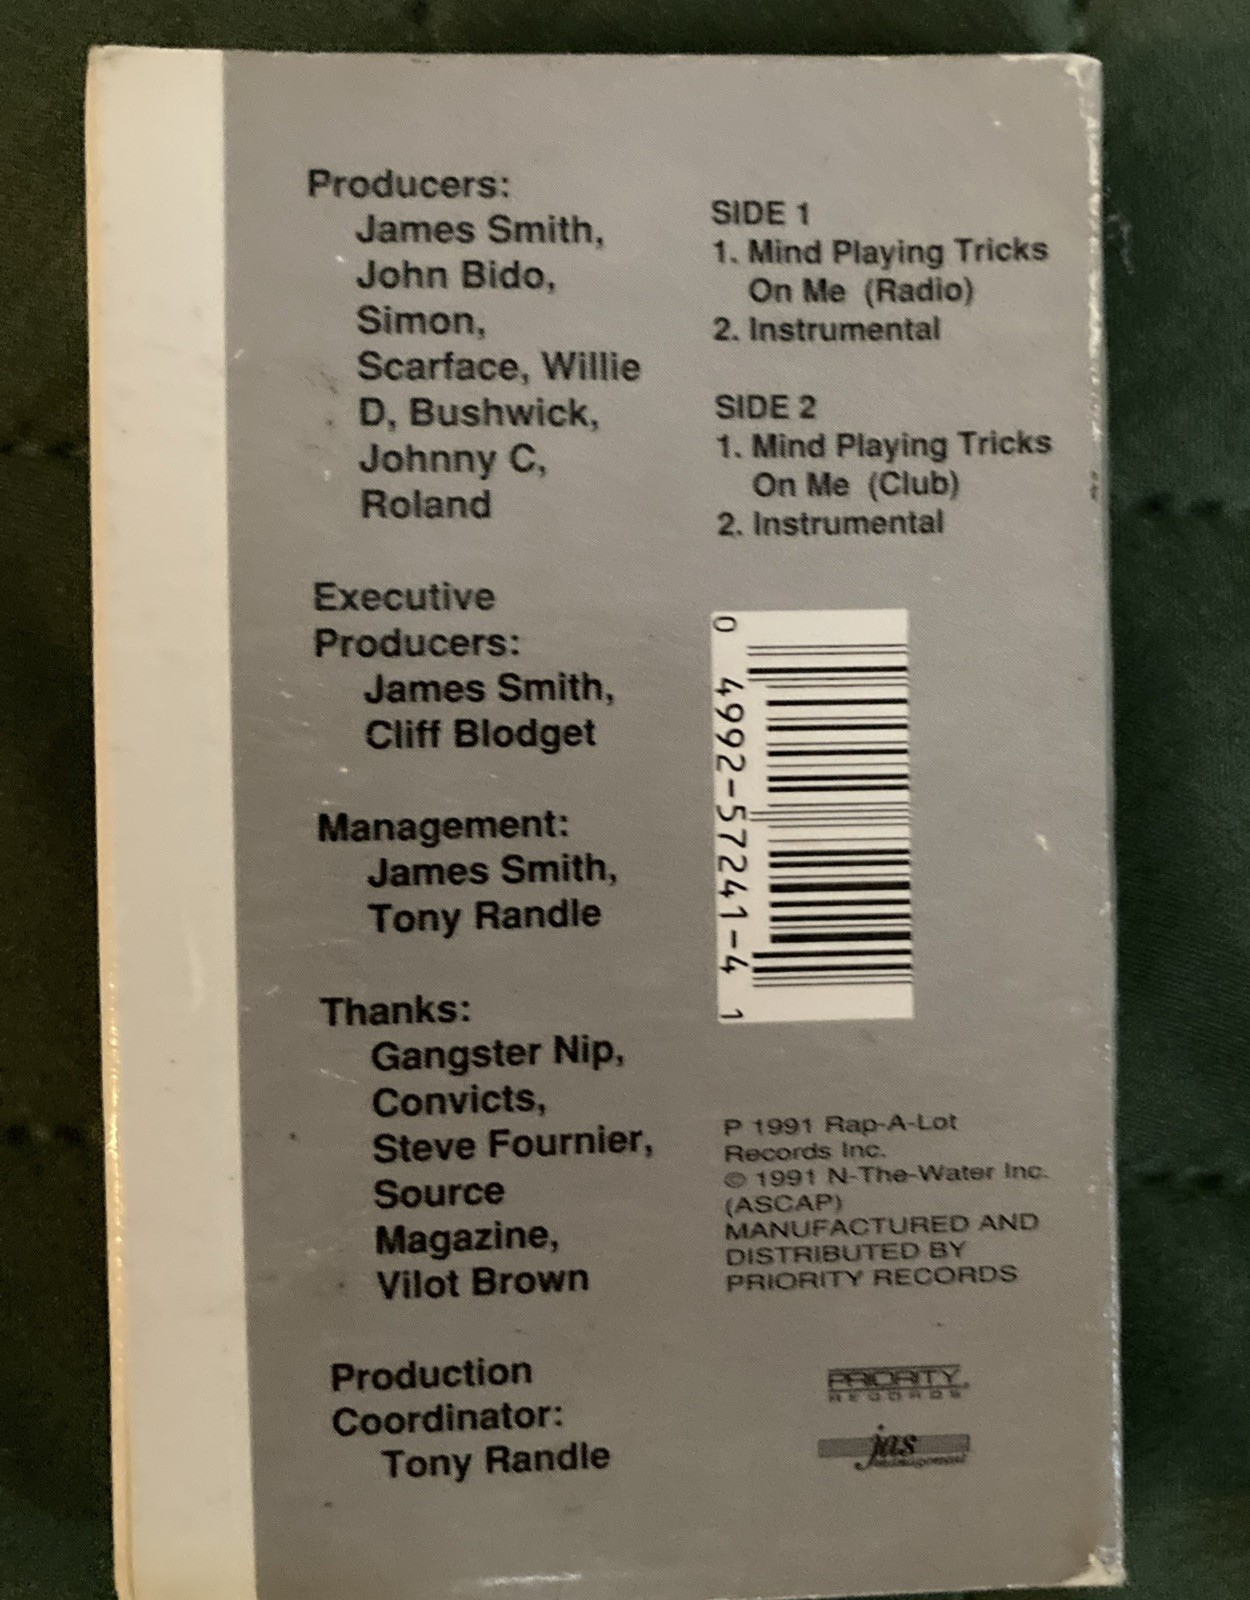 Producers:
James Smith,
John Bido,
Simon,
Scarface, Willie
D, Bushwick,
Johnny C,
Roland
Executive
Producers:
James Smith,
Cliff Blodget
Management:
James Smith,
Tony Randle
Thanks:
Gangster Nip,
Convicts,
Steve Fournier,
Source
Magazine,
Vilot Brown
Production
Coordinator:
Tony Randle
SIDE 1
1. Mind Playing Tricks
On Me (Radio)
2. Instrumental
SIDE 2
1. Mind Playing Tricks
On Me (Club)
2. Instrumental
0 4992-57241-4 1
P 1991 Rap-A-Lot
Records Inc.
© 1991 N-The-Water Inc.
(ASCAP)
MANUFACTURED AND
DISTRIBUTED BY
PRIORITY RECORDS
PRIORITY
RECORDS
jas
management